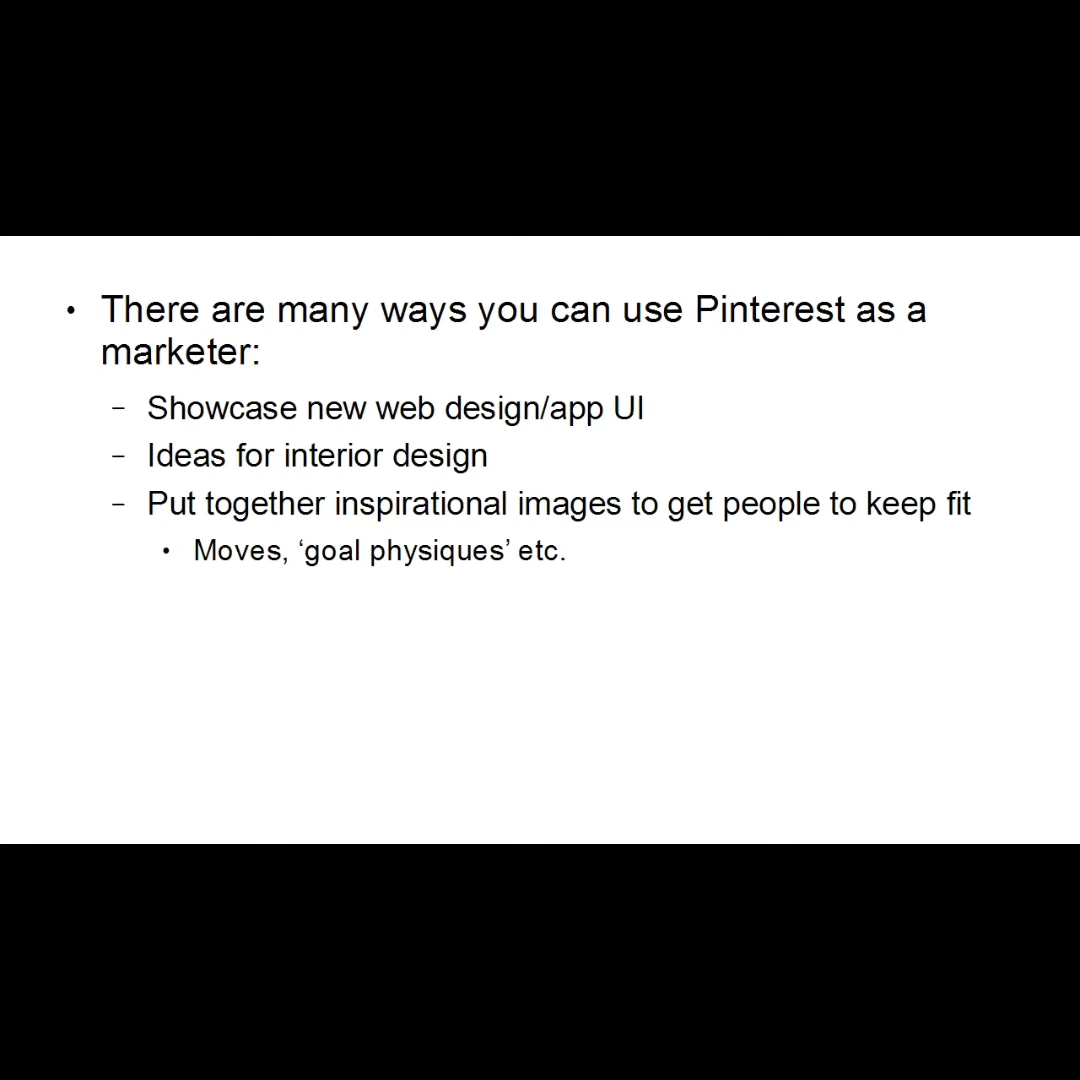 • There are many ways you can use Pinterest as a
marketer:
– Showcase new web design/app UI
– Ideas for interior design
– Put together inspirational images to get people to keep fit
• Moves, ‘goal physiques’ etc.